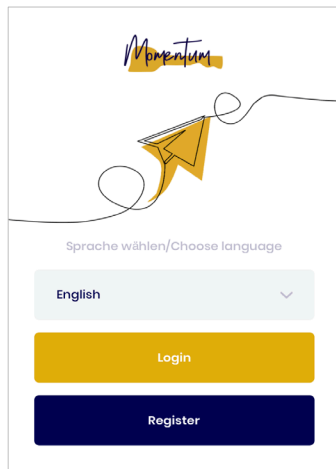 Momentum
Sprache wählen/Choose language
English
Login
Register